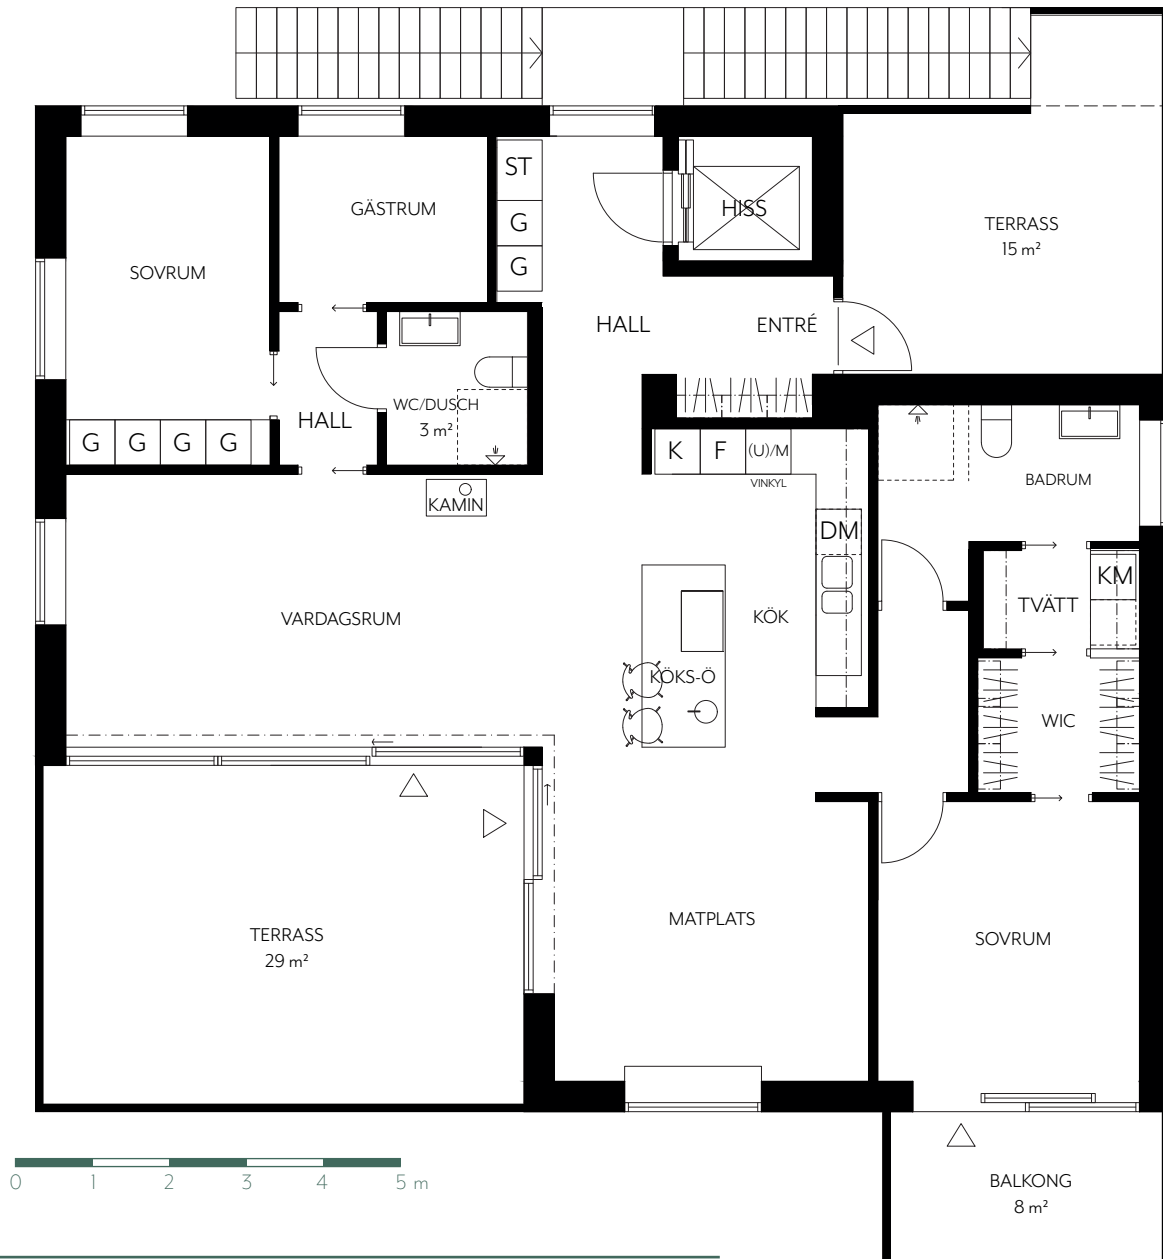 ST
GÄSTRUM
HISS
G
TERRASS
15 m²
SOVRUM
G
HALL
ENTRÉ
WC/DUSCH
3 m²
HALL
G
G
G
G
K
F
(U)/M
VINKYL
BADRUM
KAMIN
DM
KM
TVÄTT
VARDAGSRUM
KÖK
KÖKS-Ö
WIC
MATPLATS
TERRASS
29 m²
SOVRUM
0 1 2 3 4 5 m
BALKONG
8 m²